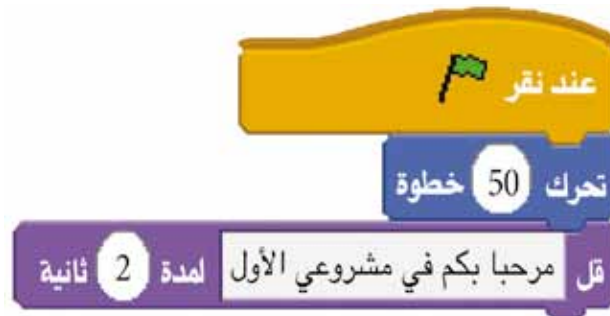 عند نقر
تحرك 50 خطوة
قل مرحبا بكم في مشروعي الأول لمدة 2 ثانية